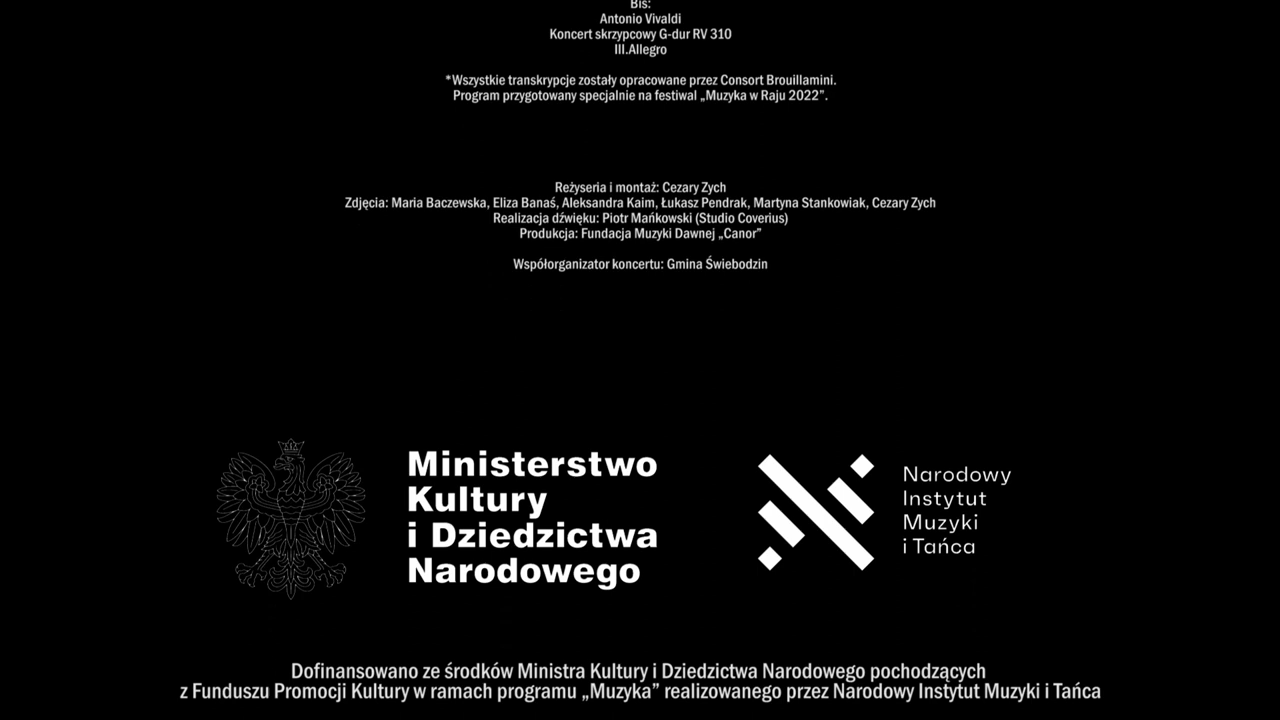 Bis:
Antonio Vivaldi
Koncert skrzypcowy G-dur RV 310
III.Allegro
*Wszystkie transkrypcje zostały opracowane przez Consort Brouillamini.
Program przygotowany specjalnie na festiwal „Muzyka w Raju 2022”.
Reżyseria i montaż: Cezary Zych
Zdjęcia: Maria Baczewska, Eliza Banaś, Aleksandra Kaim, Łukasz Pendrak, Martyna Stankowiak, Cezary Zych
Realizacja dźwięku: Piotr Mańkowski (Studio Coverius)
Produkcja: Fundacja Muzyki Dawnej „Canor”
Współorganizator koncertu: Gmina Świebodzin
Ministerstwo
Kultury
i Dziedzictwa
Narodowego
Narodowy
Instytut
Muzyki
i Tańca
Dofinansowano ze środków Ministra Kultury i Dziedzictwa Narodowego pochodzących
z Funduszu Promocji Kultury w ramach programu „Muzyka” realizowanego przez Narodowy Instytut Muzyki i Tańca